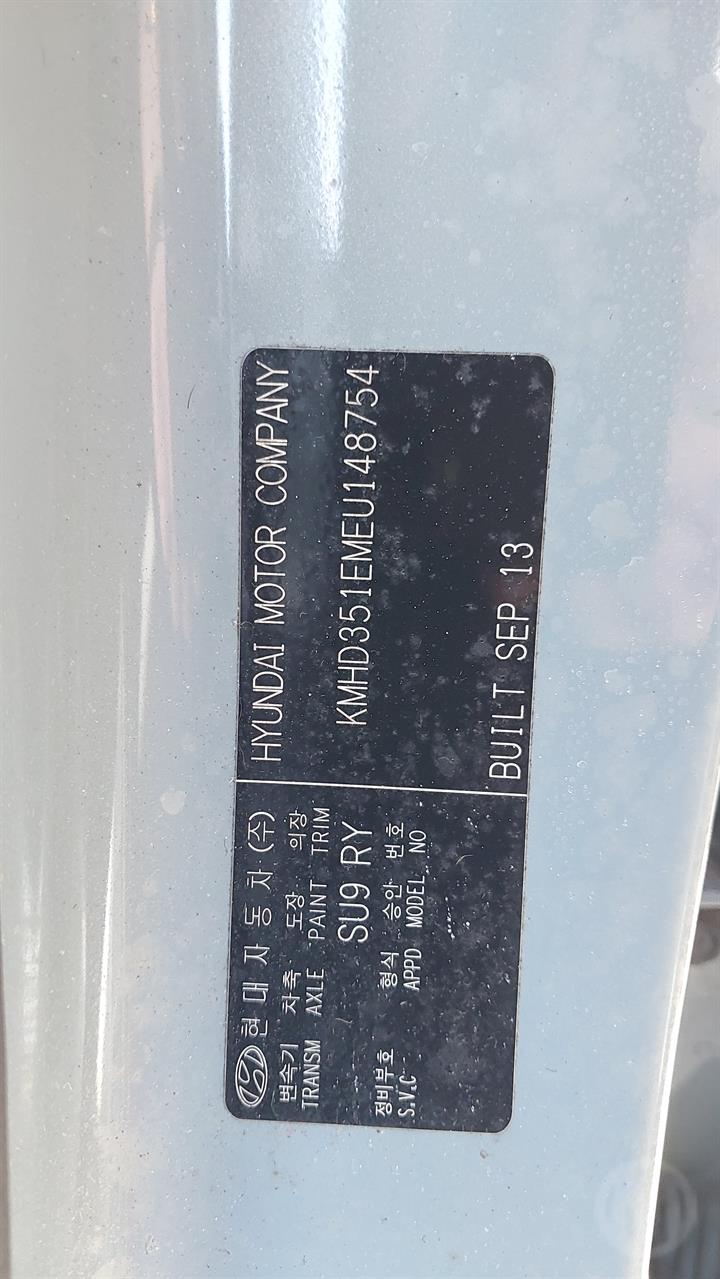 현대자동차(주) HYUNDAI MOTOR COMPANY
변속기 차축 도장 의장
TRANSM AXLE PAINT TRIM
SU9 RY KMHD351EMEU148754
정비부호 형식 승안 번호
S.V.C APPD MODEL NO
BUILT SEP 13